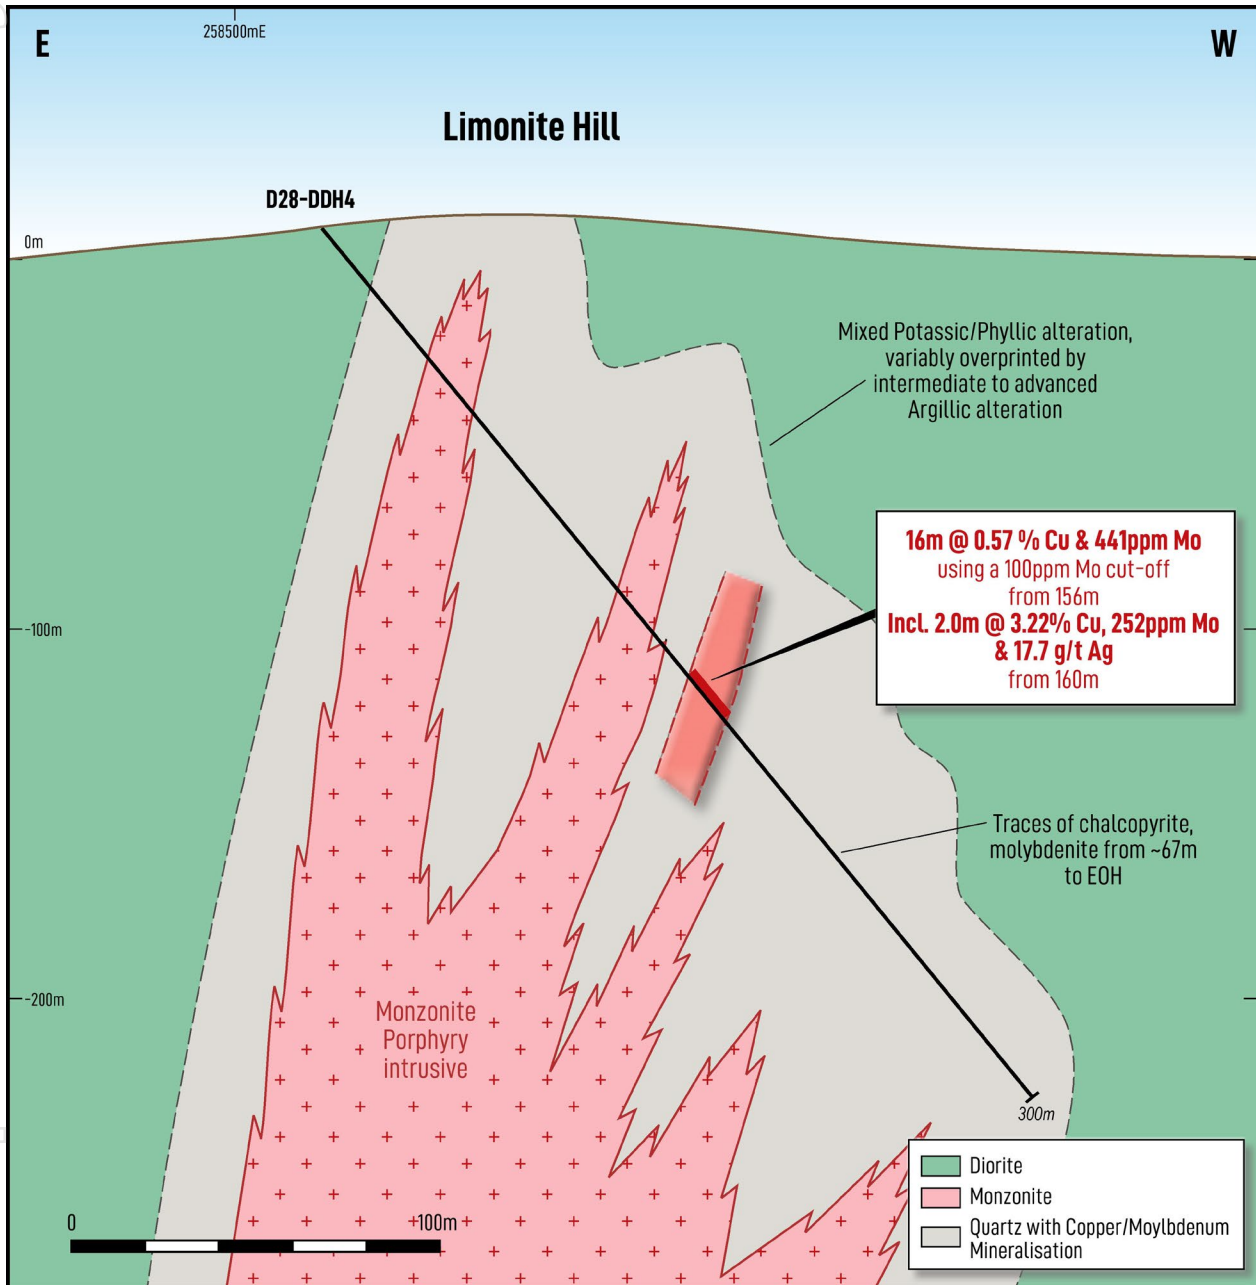 E
258500mE
W
Limonite Hill
D28-DDH4
0m
Mixed Potassic/Phyllic alteration,
variably overprinted by
intermediate to advanced
Argillic alteration
16m @ 0.57 % Cu & 441ppm Mo
using a 100ppm Mo cut-off
from 156m
Incl. 2.0m @ 3.22% Cu, 252ppm Mo
& 17.7 g/t Ag
from 160m
-100m
Traces of chalcopyrite,
molybdenite from ~67m
to EOH
-200m
Monzonite
Porphyry
intrusive
300m
Diorite
Monzonite
Quartz with Copper/Moylbdenum
Mineralisation
0
100m